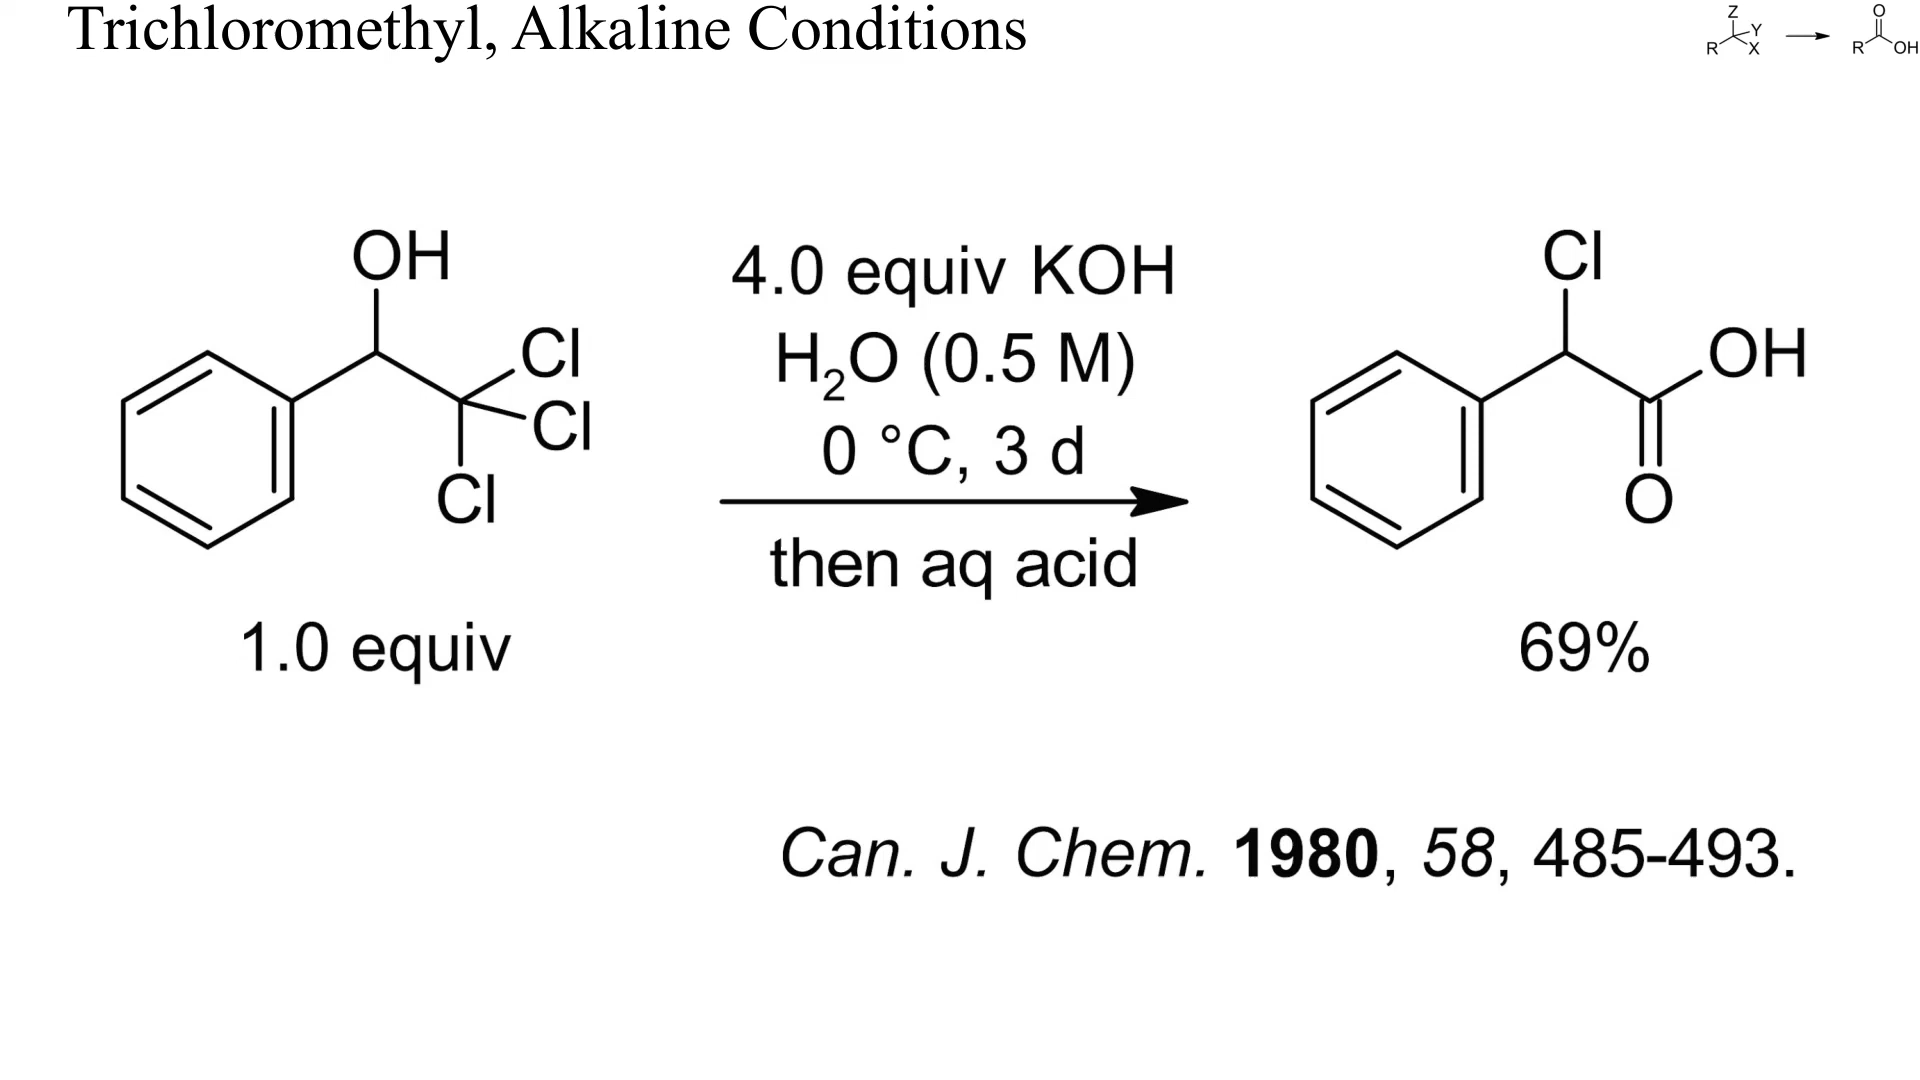 Trichloromethyl, Alkaline Conditions
Z
Y
R
X
O
R
OH
OH
Cl
Cl
Cl
1.0 equiv
4.0 equiv KOH
H₂O (0.5 M)
0 °C, 3 d
then aq acid
Cl
OH
O
69%
Can. J. Chem. 1980, 58, 485-493.